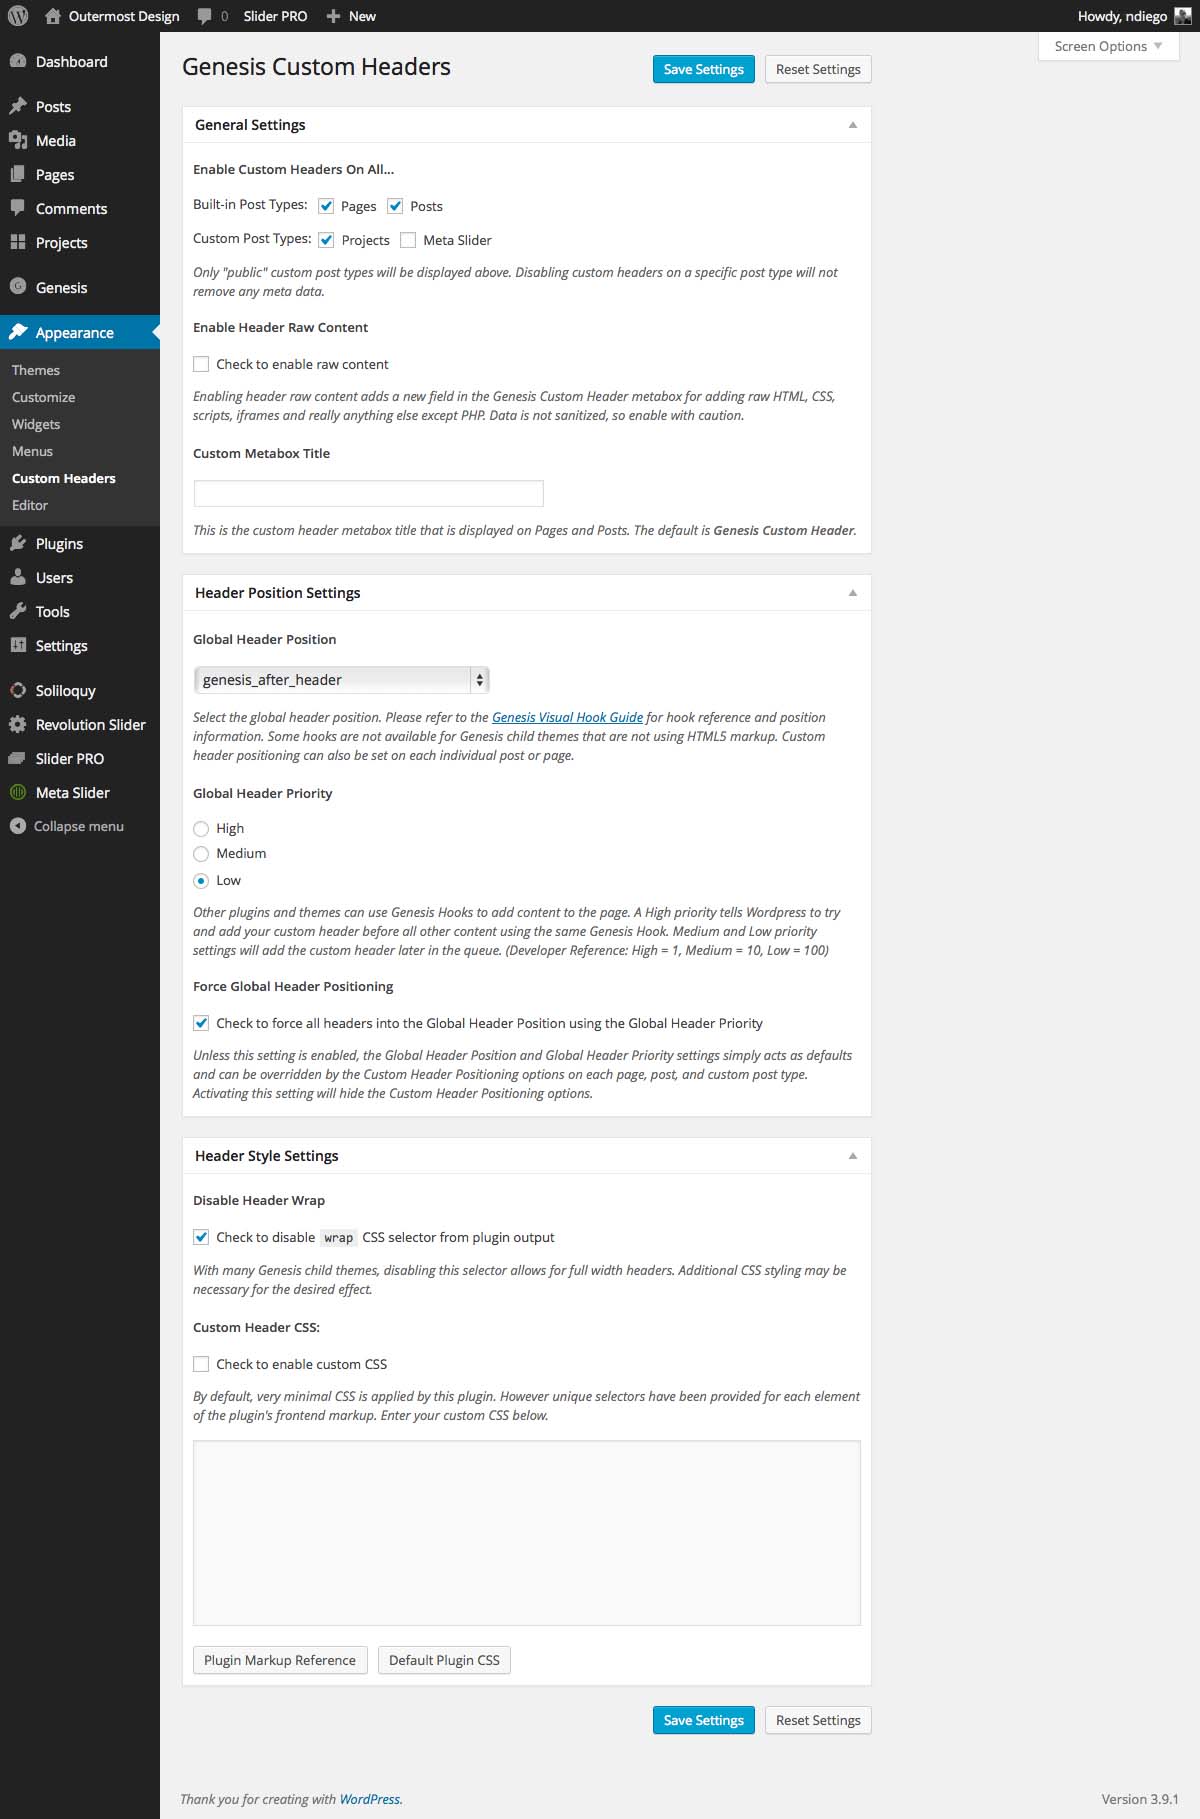 Outermost Design 0 Slider PRO New Howdy, ndiego
Screen Options
Dashboard
Posts
Media
Pages
Comments
Projects
Genesis
Appearance
Themes
Customize
Widgets
Menus
Custom Headers
Editor
Plugins
Users
Tools
Settings
Soliloquy
Revolution Slider
Slider PRO
Meta Slider
Collapse menu
Genesis Custom Headers
Save Settings Reset Settings
General Settings
Enable Custom Headers On All...
Built-in Post Types: Pages Posts
Custom Post Types: Projects Meta Slider
Only "public" custom post types will be displayed above. Disabling custom headers on a specific post type will not
remove any meta data.
Enable Header Raw Content
Check to enable raw content
Enabling header raw content adds a new field in the Genesis Custom Header metabox for adding raw HTML, CSS,
scripts, iframes and really anything else except PHP. Data is not sanitized, so enable with caution.
Custom Metabox Title
This is the custom header metabox title that is displayed on Pages and Posts. The default is Genesis Custom Header.
Header Position Settings
Global Header Position
genesis_after_header
Select the global header position. Please refer to the Genesis Visual Hook Guide for hook reference and position
information. Some hooks are not available for Genesis child themes that are not using HTML5 markup. Custom
header positioning can also be set on each individual post or page.
Global Header Priority
High
Medium
Low
Other plugins and themes can use Genesis Hooks to add content to the page. A High priority tells Wordpress to try
and add your custom header before all other content using the same Genesis Hook. Medium and Low priority
settings will add the custom header later in the queue. (Developer Reference: High = 1, Medium = 10, Low = 100)
Force Global Header Positioning
Check to force all headers into the Global Header Position using the Global Header Priority
Unless this setting is enabled, the Global Header Position and Global Header Priority settings simply acts as defaults
and can be overridden by the Custom Header Positioning options on each page, post, and custom post type.
Activating this setting will hide the Custom Header Positioning options.
Header Style Settings
Disable Header Wrap
Check to disable wrap CSS selector from plugin output
With many Genesis child themes, disabling this selector allows for full width headers. Additional CSS styling may be
necessary for the desired effect.
Custom Header CSS:
Check to enable custom CSS
By default, very minimal CSS is applied by this plugin. However unique selectors have been provided for each element
of the plugin's frontend markup. Enter your custom CSS below.
Plugin Markup Reference Default Plugin CSS
Save Settings Reset Settings
Thank you for creating with WordPress. Version 3.9.1